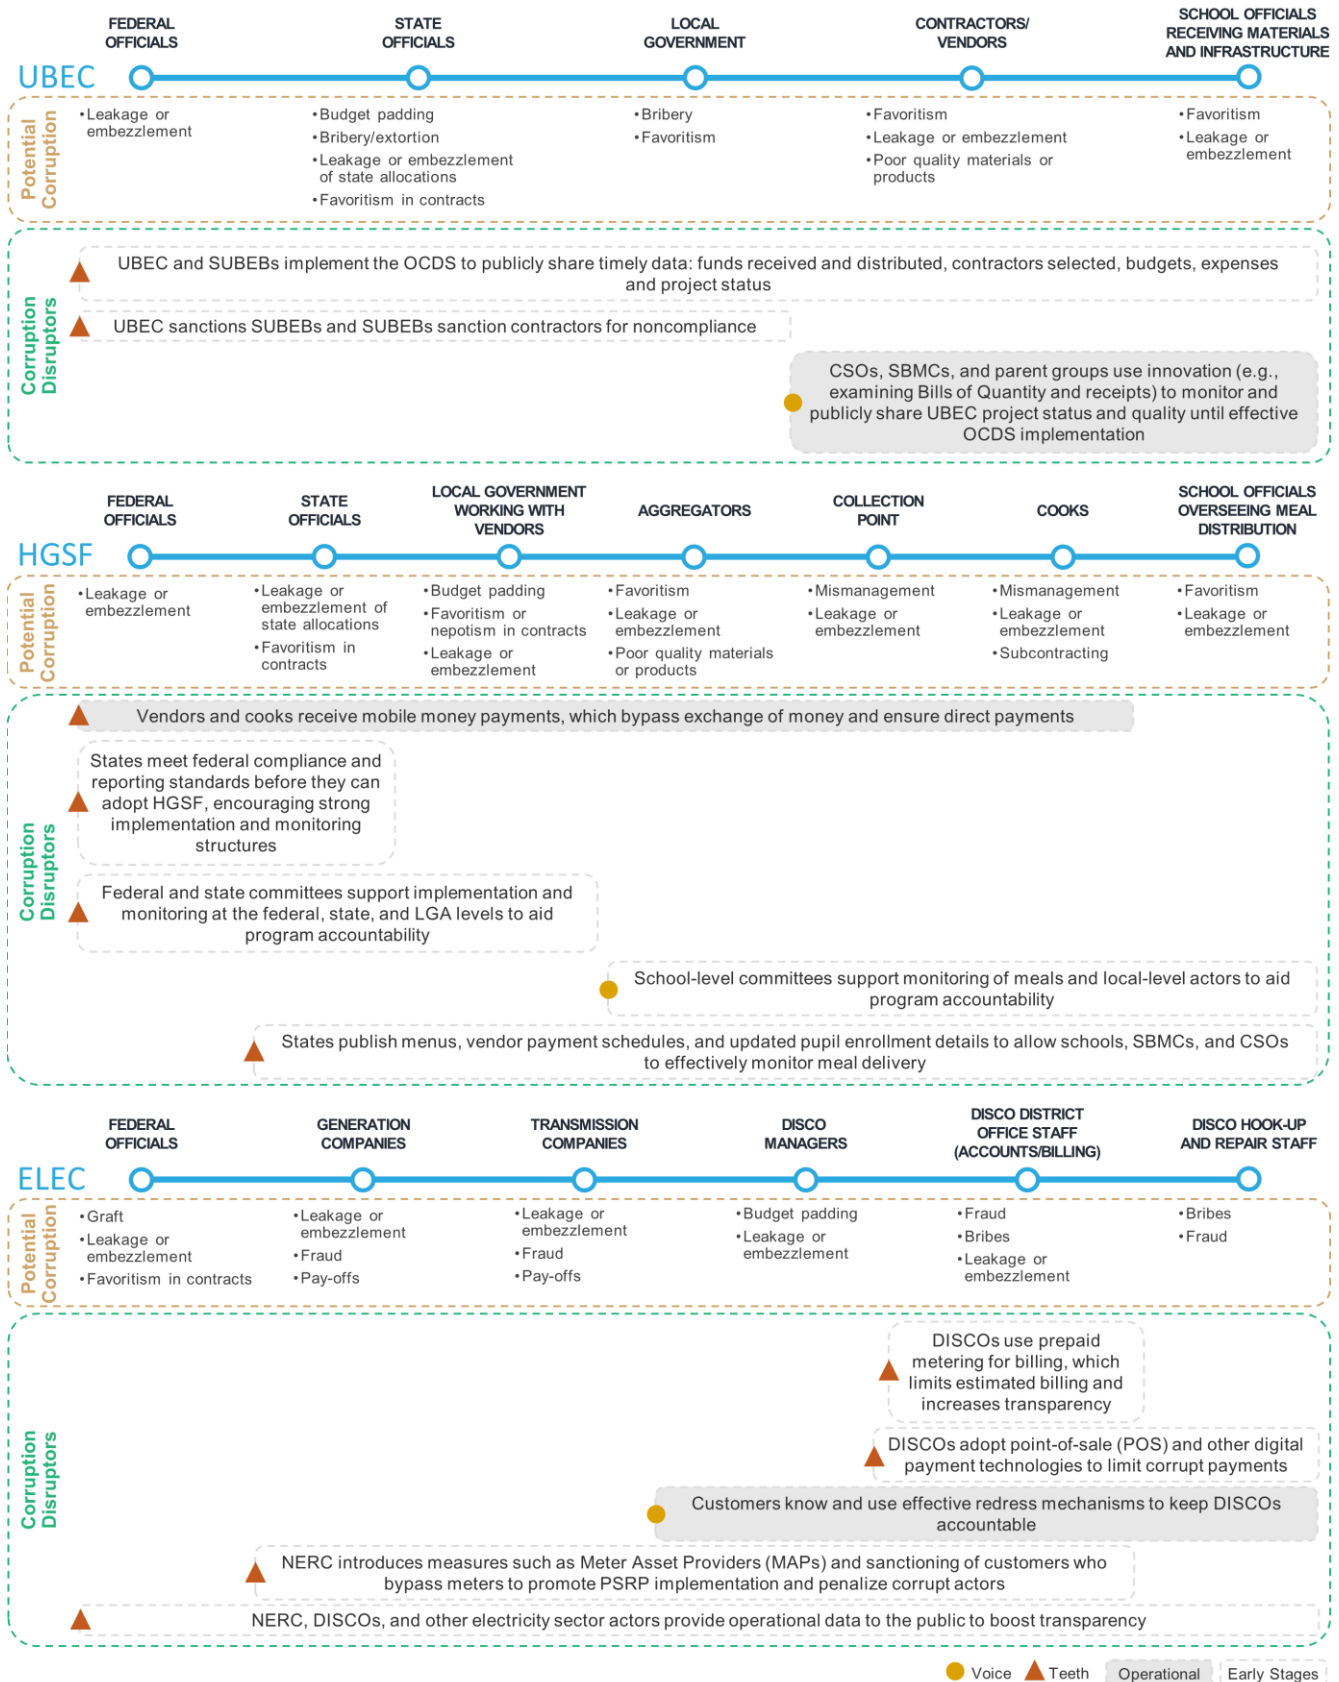 FEDERAL
OFFICIALS
STATE
OFFICIALS
LOCAL
GOVERNMENT
CONTRACTORS/
VENDORS
SCHOOL OFFICIALS
RECEIVING MATERIALS
AND INFRASTRUCTURE
UBEC
Potential
Corruption
•Leakage or
embezzlement
•Budget padding
•Bribery/extortion
•Leakage or embezzlement
of state allocations
•Favoritism in contracts
•Bribery
•Favoritism
•Favoritism
•Leakage or embezzlement
•Poor quality materials or
products
•Favoritism
•Leakage or
embezzlement
Corruption
Disruptors
UBEC and SUBEBs implement the OCDS to publicly share timely data: funds received and distributed, contractors selected, budgets, expenses
and project status
UBEC sanctions SUBEBs and SUBEBs sanction contractors for noncompliance
CSOs, SBMCs, and parent groups use innovation (e.g.,
examining Bills of Quantity and receipts) to monitor and
publicly share UBEC project status and quality until effective
OCDS implementation
FEDERAL
OFFICIALS
STATE
OFFICIALS
LOCAL GOVERNMENT
WORKING WITH
VENDORS
AGGREGATORS
COLLECTION
POINT
COOKS
SCHOOL OFFICIALS
OVERSEEING MEAL
DISTRIBUTION
HGSF
Potential
Corruption
•Leakage or
embezzlement
•Leakage or
embezzlement of
state allocations
•Favoritism in
contracts
•Budget padding
•Favoritism or
nepotism in contracts
•Leakage or
embezzlement
•Favoritism
•Leakage or
embezzlement
•Poor quality materials
or products
•Mismanagement
•Leakage or
embezzlement
•Mismanagement
•Leakage or
embezzlement
•Subcontracting
•Favoritism
•Leakage or
embezzlement
Corruption
Disruptors
Vendors and cooks receive mobile money payments, which bypass exchange of money and ensure direct payments
States meet federal compliance and
reporting standards before they can
adopt HGSF, encouraging strong
implementation and monitoring
structures
Federal and state committees support implementation and
monitoring at the federal, state, and LGA levels to aid
program accountability
School-level committees support monitoring of meals and local-level actors to aid
program accountability
States publish menus, vendor payment schedules, and updated pupil enrollment details to allow schools, SBMCs, and CSOs
to effectively monitor meal delivery
FEDERAL
OFFICIALS
GENERATION
COMPANIES
TRANSMISSION
COMPANIES
DISCO
MANAGERS
DISCO DISTRICT
OFFICE STAFF
(ACCOUNTS/BILLING)
DISCO HOOK-UP
AND REPAIR STAFF
ELEC
Potential
Corruption
•Graft
•Leakage or
embezzlement
•Favoritism in contracts
•Leakage or
embezzlement
•Fraud
•Pay-offs
•Leakage or
embezzlement
•Fraud
•Pay-offs
•Budget padding
•Leakage or
embezzlement
•Fraud
•Bribes
•Leakage or
embezzlement
•Bribes
•Fraud
Corruption
Disruptors
DISCOs use prepaid
metering for billing, which
limits estimated billing and
increases transparency
DISCOs adopt point-of-sale (POS) and other digital
payment technologies to limit corrupt payments
Customers know and use effective redress mechanisms to keep DISCOs
accountable
NERC introduces measures such as Meter Asset Providers (MAPs) and sanctioning of customers who
bypass meters to promote PSRP implementation and penalize corrupt actors
NERC, DISCOs, and other electricity sector actors provide operational data to the public to boost transparency
Voice
Teeth
Operational
Early Stages